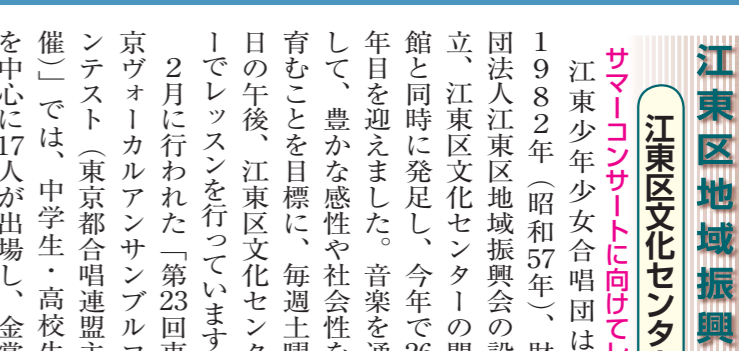 江東区地域振興
江東区文化センタ
サマーコンサートに向けてレ
江東少年少女合唱団は
1982年（昭和57年）、財
団法人江東区地域振興会の設
立、江東区文化センターの開
館と同時に発足し、今年で26
年目を迎えました。音楽を通
して、豊かな感性や社会性を
育むことを目標に、毎週土曜
日の午後、江東区文化センタ
ーでレッスンを行っています
2月に行われた「第23回東
京ヴォーカルアンサンブルコ
ンテスト（東京都合唱連盟主
催）」では、中学生・高校生
を中心に17人が出場し、金賞